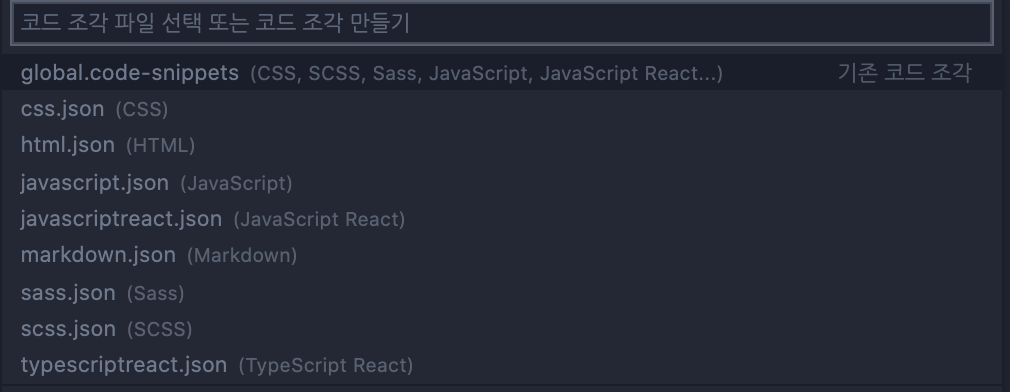 코드 조각 파일 선택 또는 코드 조각 만들기
global.code-snippets (CSS, SCSS, Sass, JavaScript, JavaScript React...) 기존 코드 조각
css.json (CSS)
html.json (HTML)
javascript.json (JavaScript)
javascriptreact.json (JavaScript React)
markdown.json (Markdown)
sass.json (Sass)
scss.json (SCSS)
typescriptreact.json (TypeScript React)